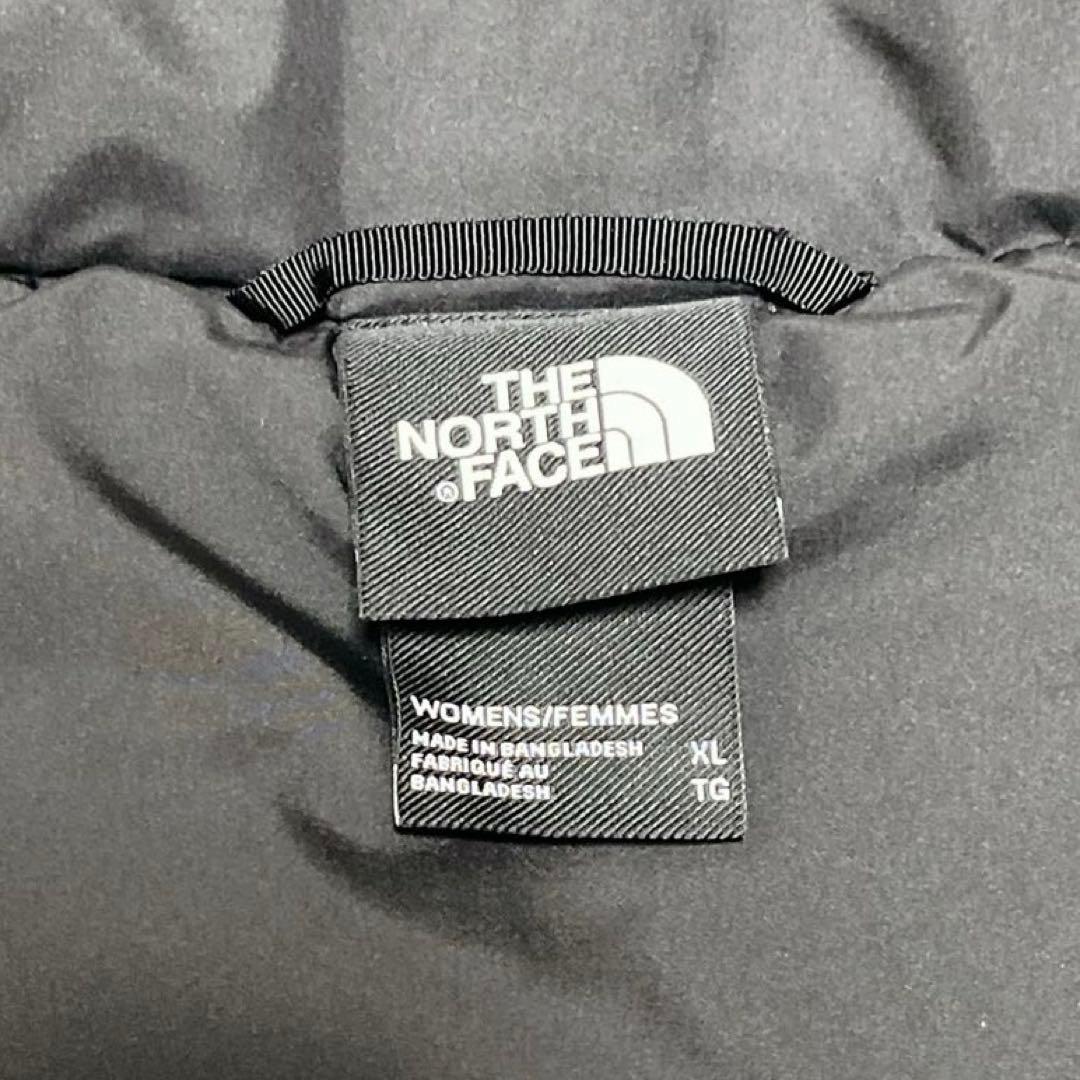 THE
NORTH
FACE
®
WOMENS/FEMMES
MADE IN BANGLADESH XL
FABRIQUÉ AU
BANGLADESH TG